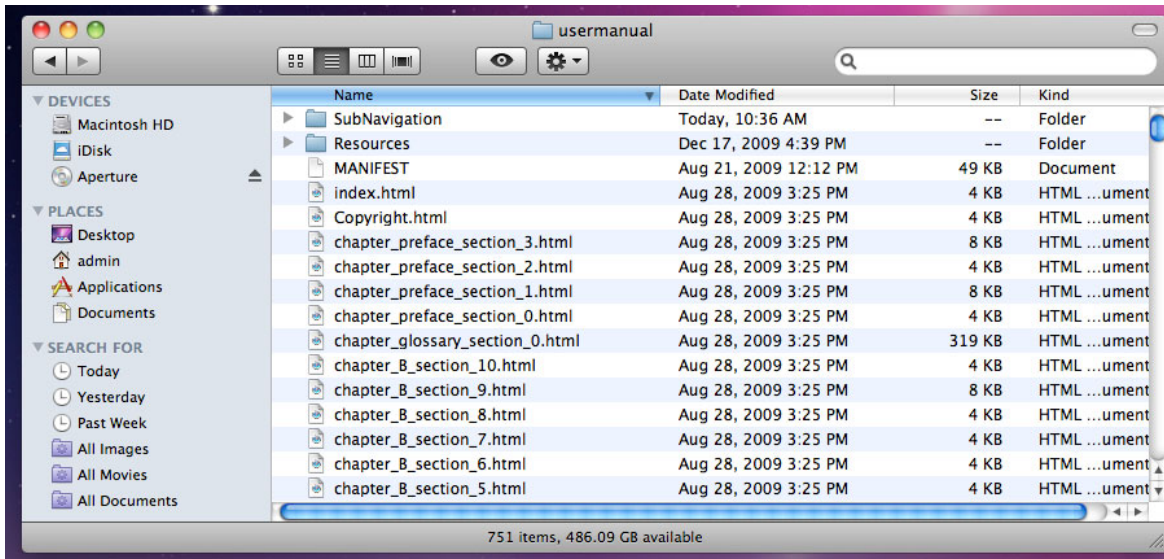 usermanual
DEVICES
Macintosh HD
iDisk
Aperture
PLACES
Desktop
admin
Applications
Documents
SEARCH FOR
Today
Yesterday
Past Week
All Images
All Movies
All Documents
Name Date Modified Size Kind
SubNavigation Today, 10:36 AM -- Folder
Resources Dec 17, 2009 4:39 PM -- Folder
MANIFEST Aug 21, 2009 12:12 PM 49 KB Document
index.html Aug 28, 2009 3:25 PM 4 KB HTML ...ument
Copyright.html Aug 28, 2009 3:25 PM 4 KB HTML ...ument
chapter_preface_section_3.html Aug 28, 2009 3:25 PM 8 KB HTML ...ument
chapter_preface_section_2.html Aug 28, 2009 3:25 PM 4 KB HTML ...ument
chapter_preface_section_1.html Aug 28, 2009 3:25 PM 8 KB HTML ...ument
chapter_preface_section_0.html Aug 28, 2009 3:25 PM 4 KB HTML ...ument
chapter_glossary_section_0.html Aug 28, 2009 3:25 PM 319 KB HTML ...ument
chapter_B_section_10.html Aug 28, 2009 3:25 PM 4 KB HTML ...ument
chapter_B_section_9.html Aug 28, 2009 3:25 PM 8 KB HTML ...ument
chapter_B_section_8.html Aug 28, 2009 3:25 PM 4 KB HTML ...ument
chapter_B_section_7.html Aug 28, 2009 3:25 PM 4 KB HTML ...ument
chapter_B_section_6.html Aug 28, 2009 3:25 PM 4 KB HTML ...ument
chapter_B_section_5.html Aug 28, 2009 3:25 PM 4 KB HTML ...ument
751 items, 486.09 GB available